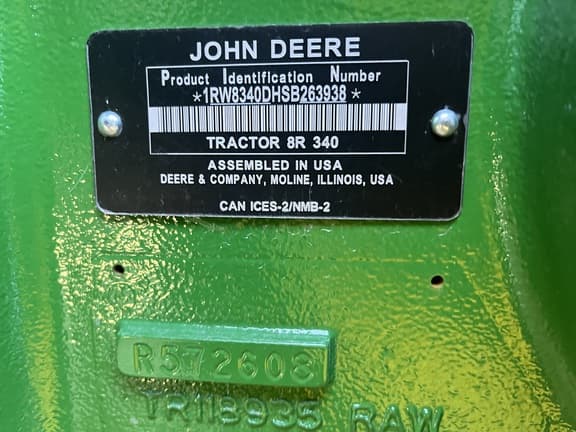 JOHN DEERE
Product Identification Number
*1RW8340DHSB263938*
TRACTOR 8R 340
ASSEMBLED IN USA
DEERE & COMPANY, MOLINE, ILLINOIS, USA
CAN ICES-2/NMB-2
R572608
RAW